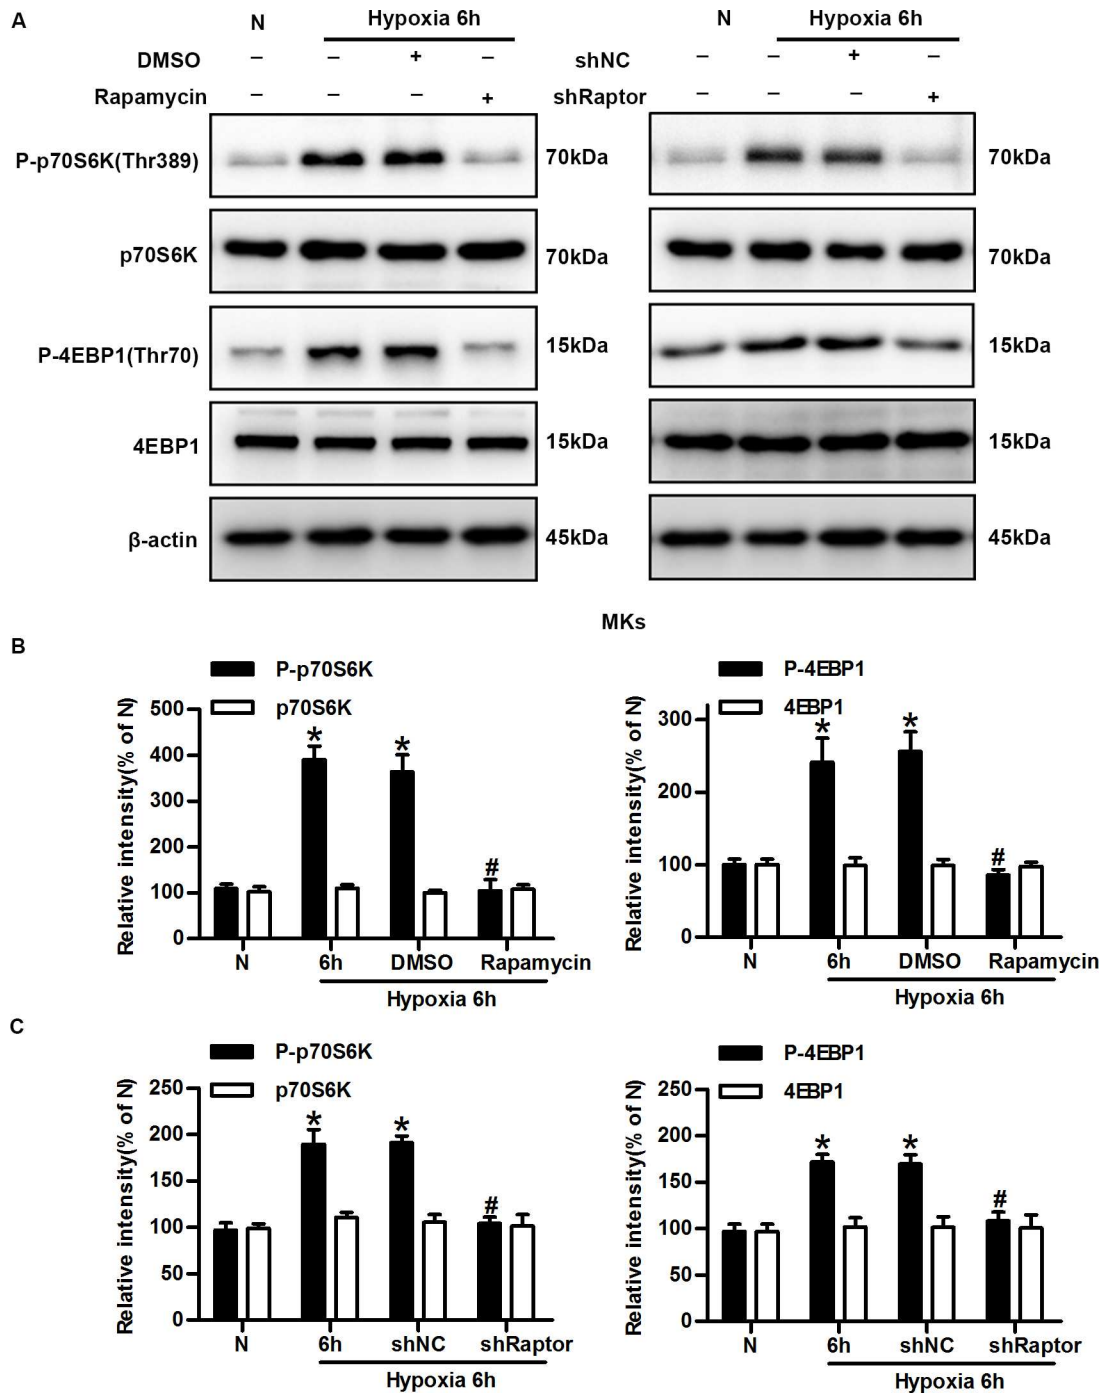 A
N Hypoxia 6h N Hypoxia 6h
DMSO – – + – shNC – – + –
Rapamycin – – – + shRaptor – – – +
P-p70S6K(Thr389) 70kDa 70kDa
p70S6K 70kDa 70kDa
P-4EBP1(Thr70) 15kDa 15kDa
4EBP1 15kDa 15kDa
β-actin 45kDa 45kDa
MKs
B
P-p70S6K
p70S6K
Relative intensity(% of N)
500
400
300
200
100
0
* * #
N 6h DMSO Rapamycin
Hypoxia 6h
P-4EBP1
4EBP1
Relative intensity(% of N)
300
200
100
0
* * #
N 6h DMSO Rapamycin
Hypoxia 6h
C
P-p70S6K
p70S6K
Relative intensity(% of N)
250
200
150
100
50
0
* * #
N 6h shNC shRaptor
Hypoxia 6h
P-4EBP1
4EBP1
Relative intensity(% of N)
250
200
150
100
50
0
* * #
N 6h shNC shRaptor
Hypoxia 6h